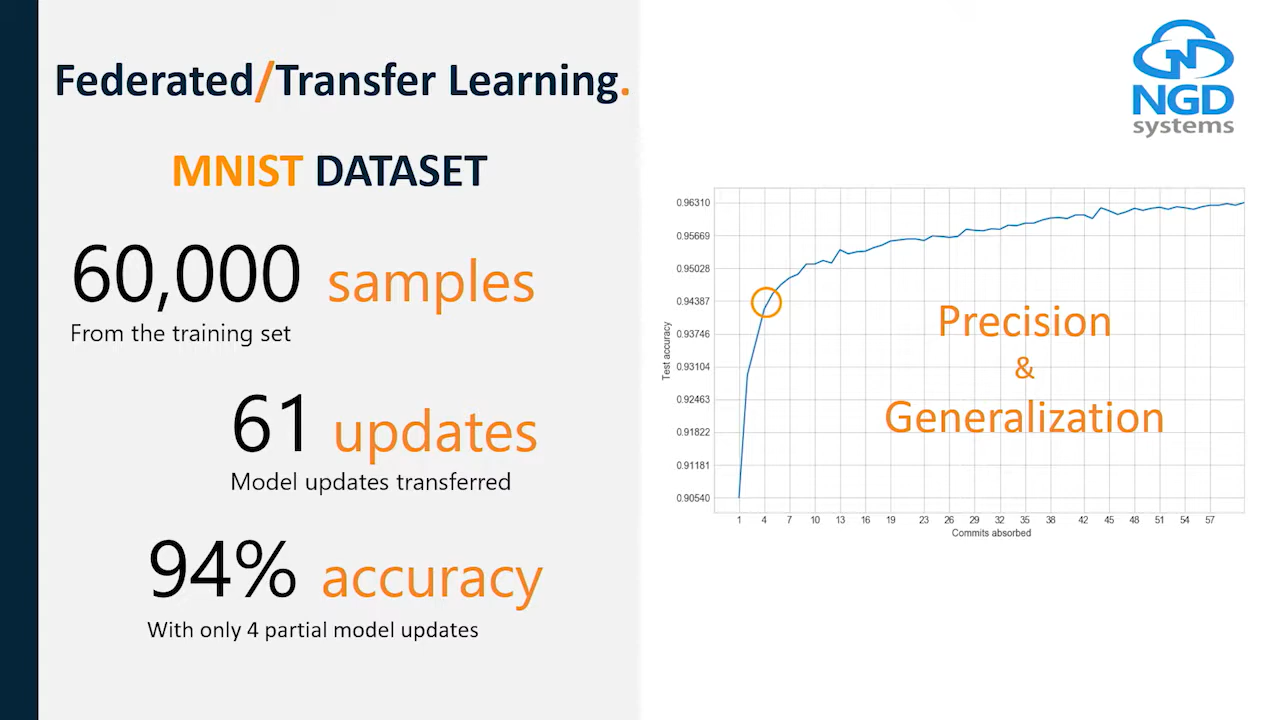 Federated/Transfer Learning.
MNIST DATASET
60,000 samples
From the training set
61 updates
Model updates transferred
94% accuracy
With only 4 partial model updates
NGD
systems
0.96310
0.95669
0.95028
0.94387
0.93746
0.93104
0.92463
0.91822
0.91181
0.90540
Test accuracy
Precision
&
Generalization
1 4 7 10 13 16 19 23 26 29 32 35 38 42 45 48 51 54 57
Commits absorbed